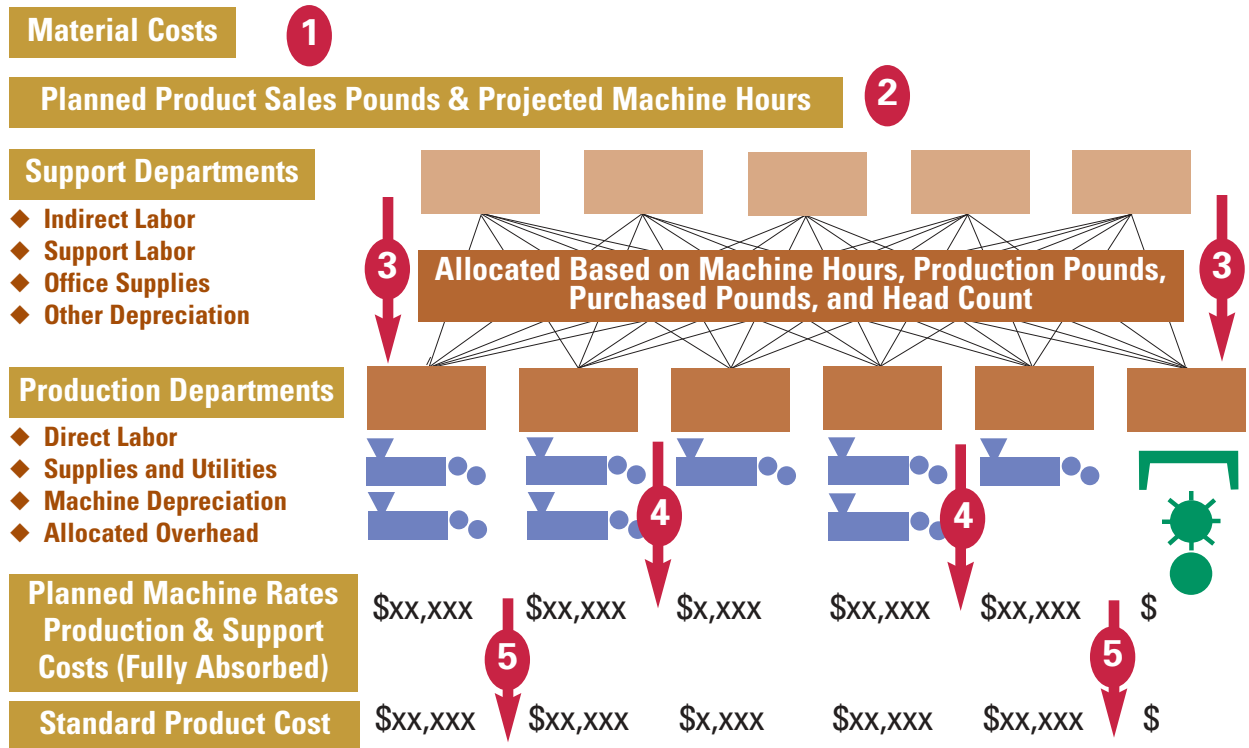 Material Costs
1
Planned Product Sales Pounds & Projected Machine Hours
2
Support Departments
◆ Indirect Labor
◆ Support Labor
◆ Office Supplies
◆ Other Depreciation
3
Allocated Based on Machine Hours, Production Pounds,
Purchased Pounds, and Head Count
3
Production Departments
◆ Direct Labor
◆ Supplies and Utilities
◆ Machine Depreciation
◆ Allocated Overhead
4
4
Planned Machine Rates
Production & Support
Costs (Fully Absorbed)
$xx,xxx $xx,xxx $x,xxx $xx,xxx $xx,xxx $
5
5
Standard Product Cost
$xx,xxx $xx,xxx $x,xxx $xx,xxx $xx,xxx $